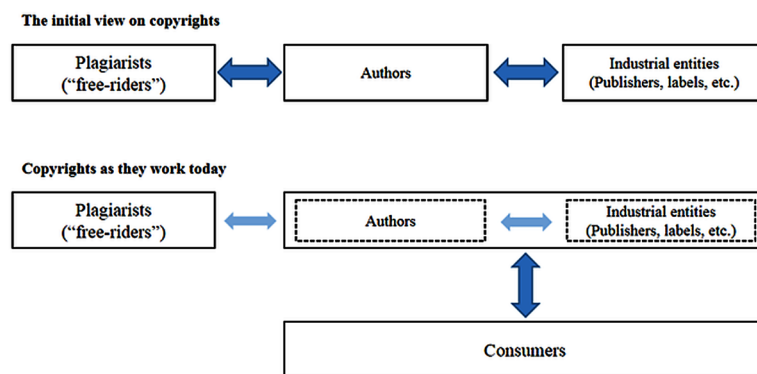 The initial view on copyrights
Plagiarists
(“free-riders”)
Authors
Industrial entities
(Publishers, labels, etc.)
Copyrights as they work today
Plagiarists
(“free-riders”)
Authors
Industrial entities
(Publishers, labels, etc.)
Consumers